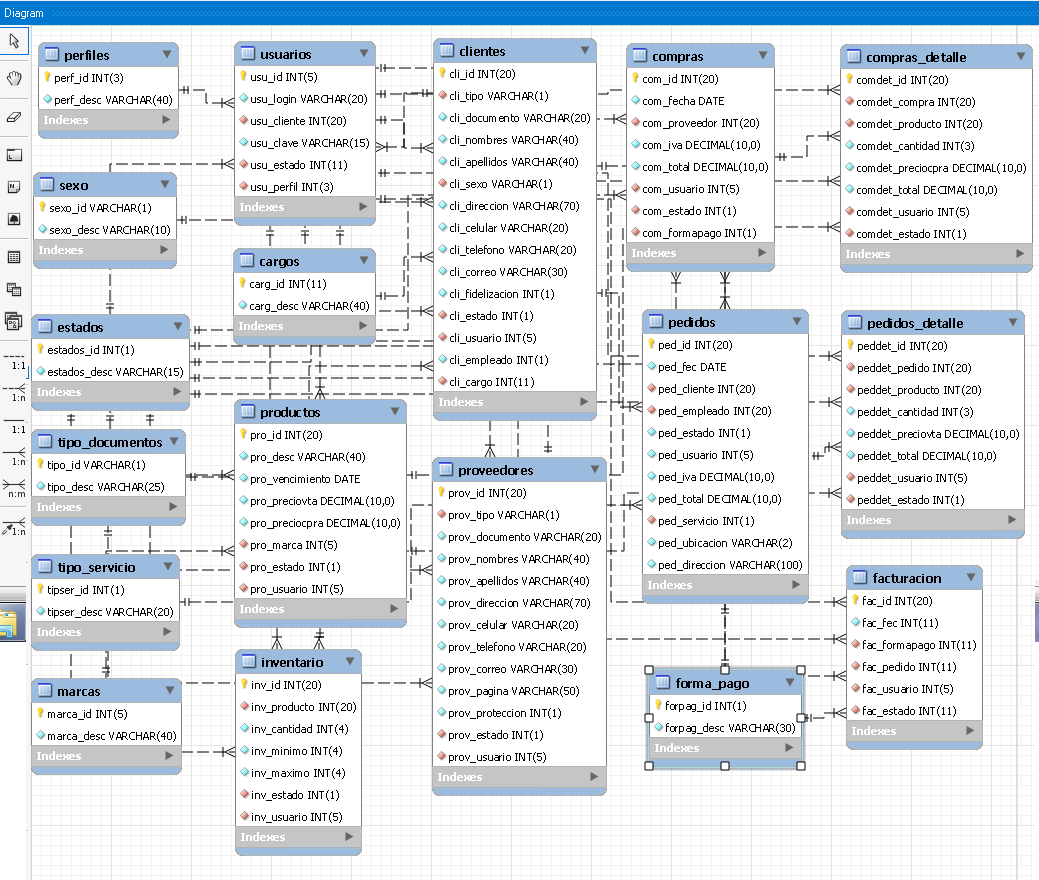 Diagram
perfiles
perf_id INT(3)
perf_desc VARCHAR(40)
Indexes
usuarios
usu_id INT(5)
usu_login VARCHAR(20)
usu_cliente INT(20)
usu_clave VARCHAR(15)
usu_estado INT(11)
usu_perfil INT(3)
Indexes
clientes
cli_id INT(20)
cli_tipo VARCHAR(1)
cli_documento VARCHAR(20)
cli_nombres VARCHAR(40)
cli_apellidos VARCHAR(40)
cli_sexo VARCHAR(1)
cli_direccion VARCHAR(70)
cli_celular VARCHAR(20)
cli_telefono VARCHAR(20)
cli_correo VARCHAR(30)
cli_fidelizacion INT(1)
cli_estado INT(1)
cli_usuario INT(5)
cli_empleado INT(1)
cli_cargo INT(11)
Indexes
compras
com_id INT(20)
com_fecha DATE
com_proveedor INT(20)
com_iva DECIMAL(10,0)
com_total DECIMAL(10,0)
com_usuario INT(5)
com_estado INT(1)
com_formapago INT(1)
Indexes
compras_detalle
comdet_id INT(20)
comdet_compra INT(20)
comdet_producto INT(20)
comdet_cantidad INT(3)
comdet_preciocpra DECIMAL(10,0)
comdet_total DECIMAL(10,0)
comdet_usuario INT(5)
comdet_estado INT(1)
Indexes
sexo
sexo_id VARCHAR(1)
sexo_desc VARCHAR(10)
Indexes
cargos
carg_id INT(11)
carg_desc VARCHAR(40)
Indexes
estados
estados_id INT(1)
estados_desc VARCHAR(15)
Indexes
pedidos
ped_id INT(20)
ped_fec DATE
ped_cliente INT(20)
ped_empleado INT(20)
ped_estado INT(1)
ped_usuario INT(5)
ped_iva DECIMAL(10,0)
ped_total DECIMAL(10,0)
ped_servicio INT(1)
ped_ubicacion VARCHAR(2)
ped_direccion VARCHAR(100)
Indexes
pedidos_detalle
peddet_id INT(20)
peddet_pedido INT(20)
peddet_producto INT(20)
peddet_cantidad INT(3)
peddet_preciovta DECIMAL(10,0)
peddet_total DECIMAL(10,0)
peddet_usuario INT(5)
peddet_estado INT(1)
Indexes
1:1
1:n
1:1
1:n
n:m
1:n
tipo_documentos
tipo_id VARCHAR(1)
tipo_desc VARCHAR(25)
Indexes
productos
pro_id INT(20)
pro_desc VARCHAR(40)
pro_vencimiento DATE
pro_preciovta DECIMAL(10,0)
pro_preciocpra DECIMAL(10,0)
pro_marca INT(5)
pro_estado INT(1)
pro_usuario INT(5)
Indexes
proveedores
prov_id INT(20)
prov_tipo VARCHAR(1)
prov_documento VARCHAR(20)
prov_nombres VARCHAR(40)
prov_apellidos VARCHAR(40)
prov_direccion VARCHAR(70)
prov_celular VARCHAR(20)
prov_telefono VARCHAR(20)
prov_correo VARCHAR(30)
prov_pagina VARCHAR(50)
prov_proteccion INT(1)
prov_estado INT(1)
prov_usuario INT(5)
Indexes
tipo_servicio
tipser_id INT(1)
tipser_desc VARCHAR(20)
Indexes
facturacion
fac_id INT(20)
fac_fec INT(11)
fac_formapago INT(11)
fac_pedido INT(11)
fac_usuario INT(5)
fac_estado INT(11)
Indexes
marcas
marca_id INT(5)
marca_desc VARCHAR(40)
Indexes
inventario
inv_id INT(20)
inv_producto INT(20)
inv_cantidad INT(4)
inv_minimo INT(4)
inv_maximo INT(4)
inv_estado INT(1)
inv_usuario INT(5)
Indexes
forma_pago
forpag_id INT(1)
forpag_desc VARCHAR(30)
Indexes